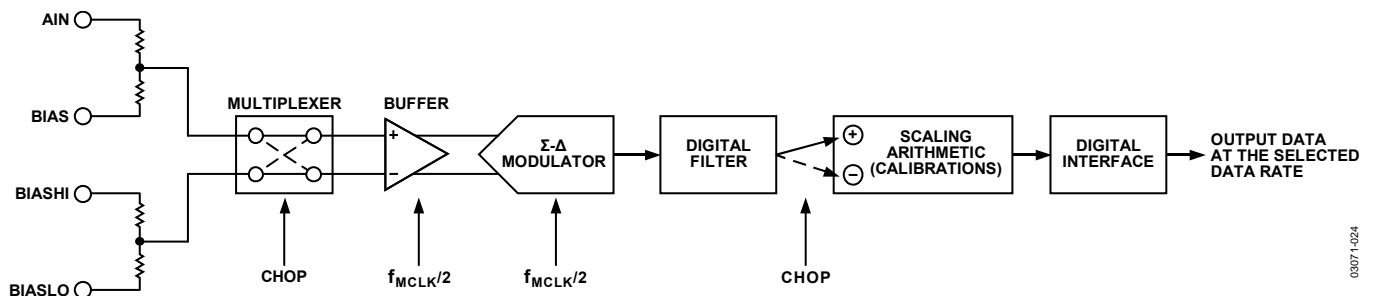 AIN
BIAS
BIASHI
BIASLO
MULTIPLEXER
CHOP
BUFFER
+
−
fMCLK/2
Σ-Δ
MODULATOR
fMCLK/2
DIGITAL
FILTER
CHOP
+
−
SCALING
ARITHMETIC
(CALIBRATIONS)
DIGITAL
INTERFACE
OUTPUT DATA
AT THE SELECTED
DATA RATE
03071-024